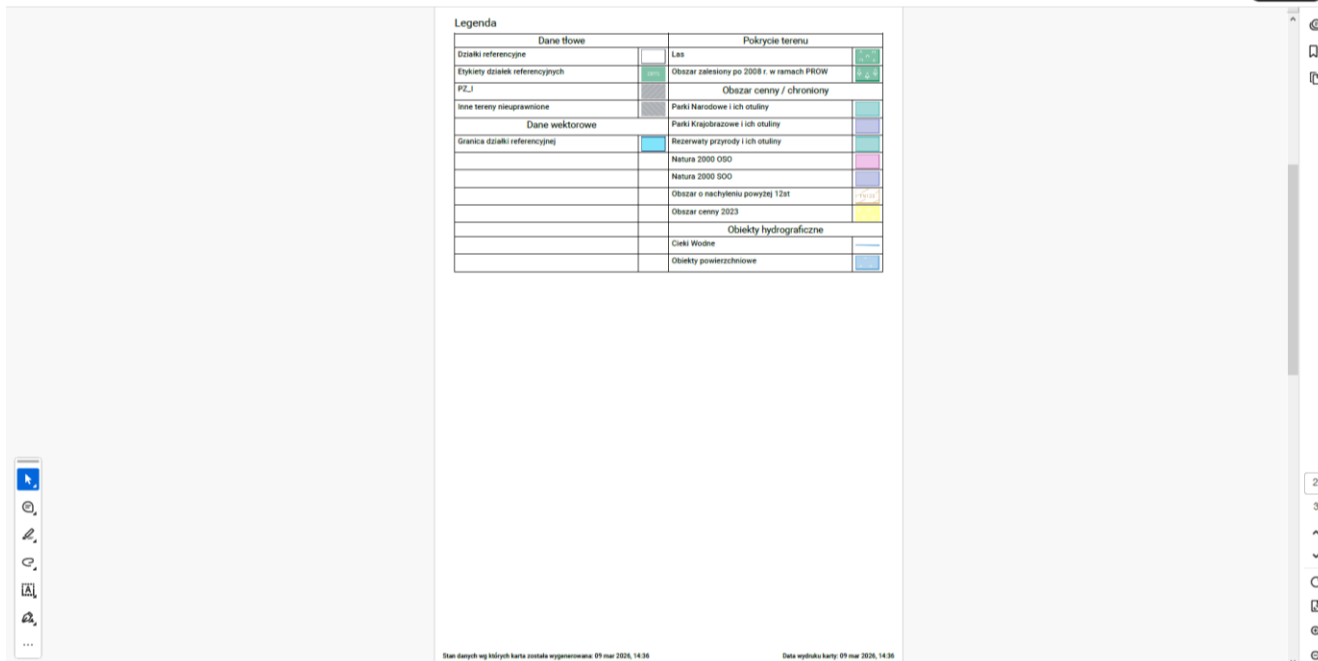 Legenda
Dane tłowe
Pokrycie terenu
Działki referencyjne
Las
Etykiety działek referencyjnych
Obszar zalesiony po 2008 r. w ramach PROW
PZ_I
Obszar cenny / chroniony
Inne tereny nieuprawnione
Parki Narodowe i ich otuliny
Dane wektorowe
Parki Krajobrazowe i ich otuliny
Granica działki referencyjnej
Rezerwaty przyrody i ich otuliny
Natura 2000 OSO
Natura 2000 SOO
Obszar o nachyleniu powyżej 12st
Obszar cenny 2023
Obiekty hydrograficzne
Cieki Wodne
Obiekty powierzchniowe
Stan danych wg których karta została wygenerowana: 09 mar 2026, 14:36
Data wydruku karty: 09 mar 2026, 14:36
2
3